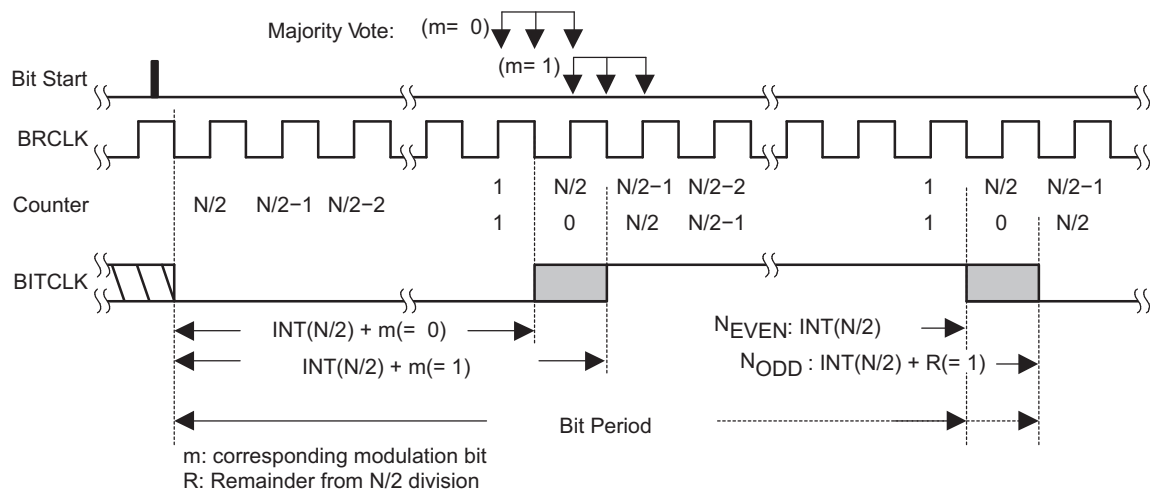 Majority Vote: (m= 0)
(m= 1)
Bit Start
BRCLK
Counter
N/2 N/2−1 N/2−2 1 N/2 N/2−1 N/2−2 1 N/2 N/2−1
1 0 N/2 N/2−1 1 0 N/2
BITCLK
INT(N/2) + m(= 0) NEVEN: INT(N/2)
INT(N/2) + m(= 1) NODD : INT(N/2) + R(= 1)
Bit Period
m: corresponding modulation bit
R: Remainder from N/2 division